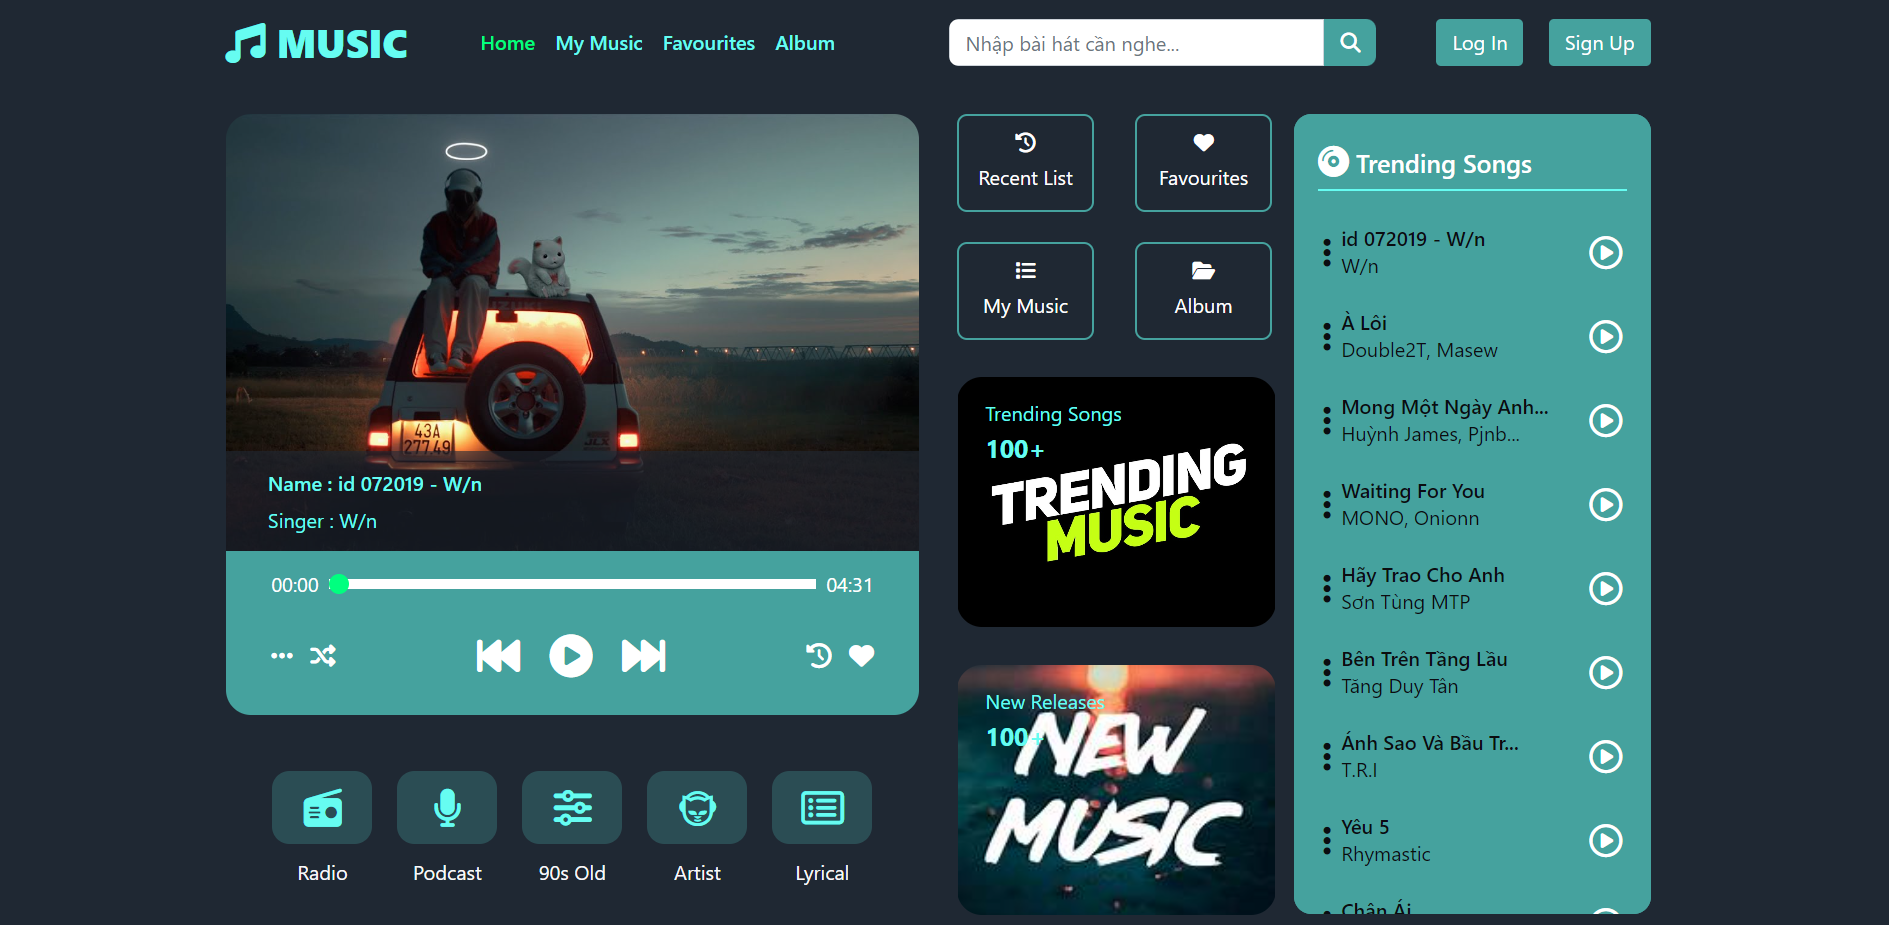 MUSIC
Home
My Music
Favourites
Album
Nhập bài hát cần nghe...
Log In
Sign Up
43A
277.49
Name : id 072019 - W/n
Singer : W/n
00:00
04:31
Radio
Podcast
90s Old
Artist
Lyrical
Recent List
Favourites
My Music
Album
Trending Songs
100+
TRENDING
MUSIC
New Releases
100+
NEW
MUSIC
Trending Songs
id 072019 - W/n
W/n
À Lôi
Double2T, Masew
Mong Một Ngày Anh...
Huỳnh James, Pjnb...
Waiting For You
MONO, Onionn
Hãy Trao Cho Anh
Sơn Tùng MTP
Bên Trên Tầng Lầu
Tăng Duy Tân
Ánh Sao Và Bầu Tr...
T.R.I
Yêu 5
Rhymastic
Chân Ái